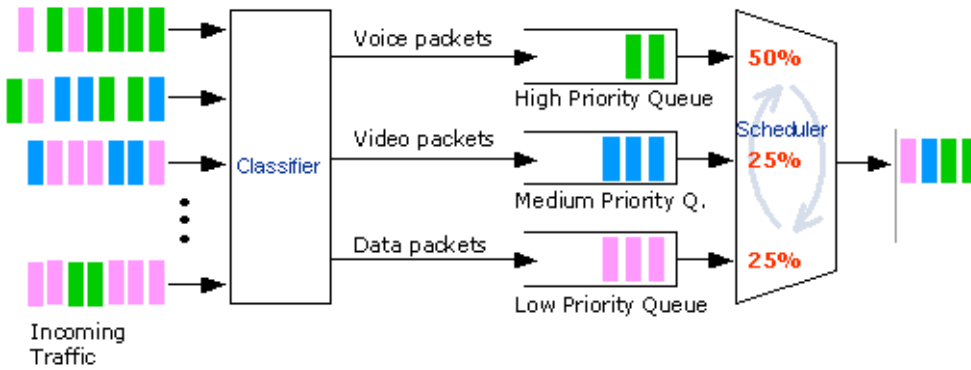 Voice packets
50%
High Priority Queue
Scheduler
Video packets
Classifier
25%
Medium Priority Q.
Data packets
25%
Low Priority Queue
Incoming
Traffic